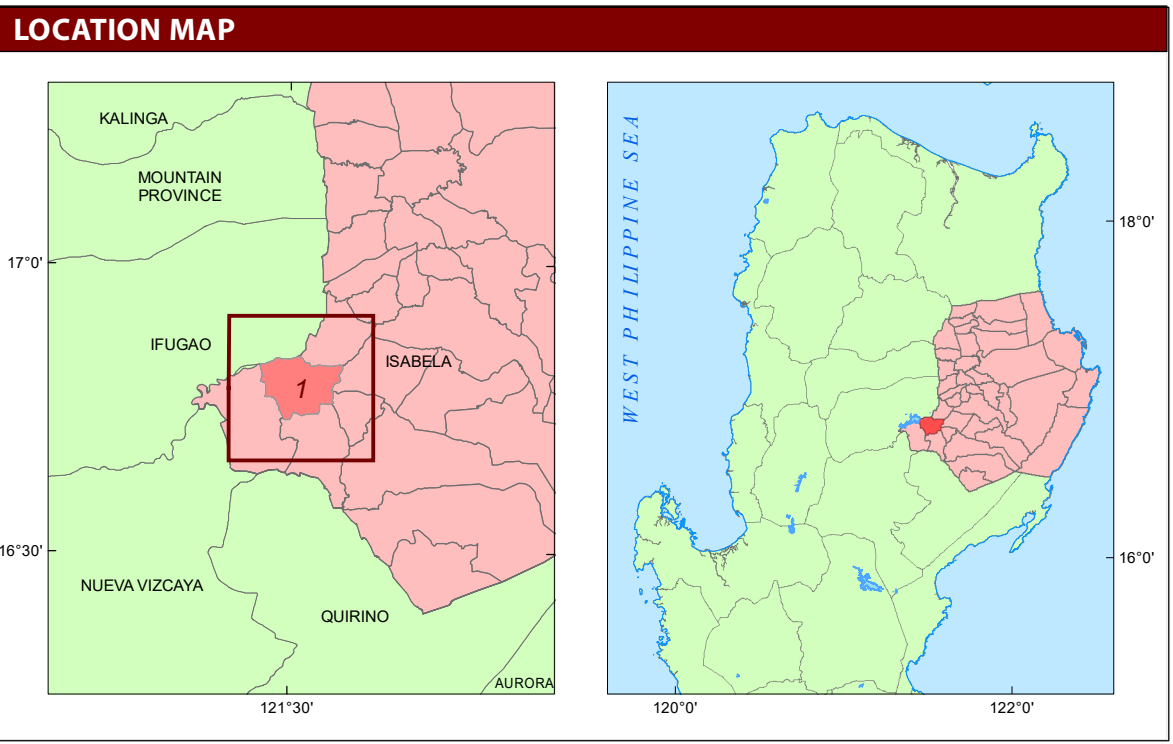 LOCATION MAP
KALINGA
MOUNTAIN
PROVINCE
17°0'
IFUGAO
ISABELA
1
16°30'
NUEVA VIZCAYA
QUIRINO
AURORA
121°30'
WEST PHILIPPINE SEA
18°0'
16°0'
120°0'
122°0'